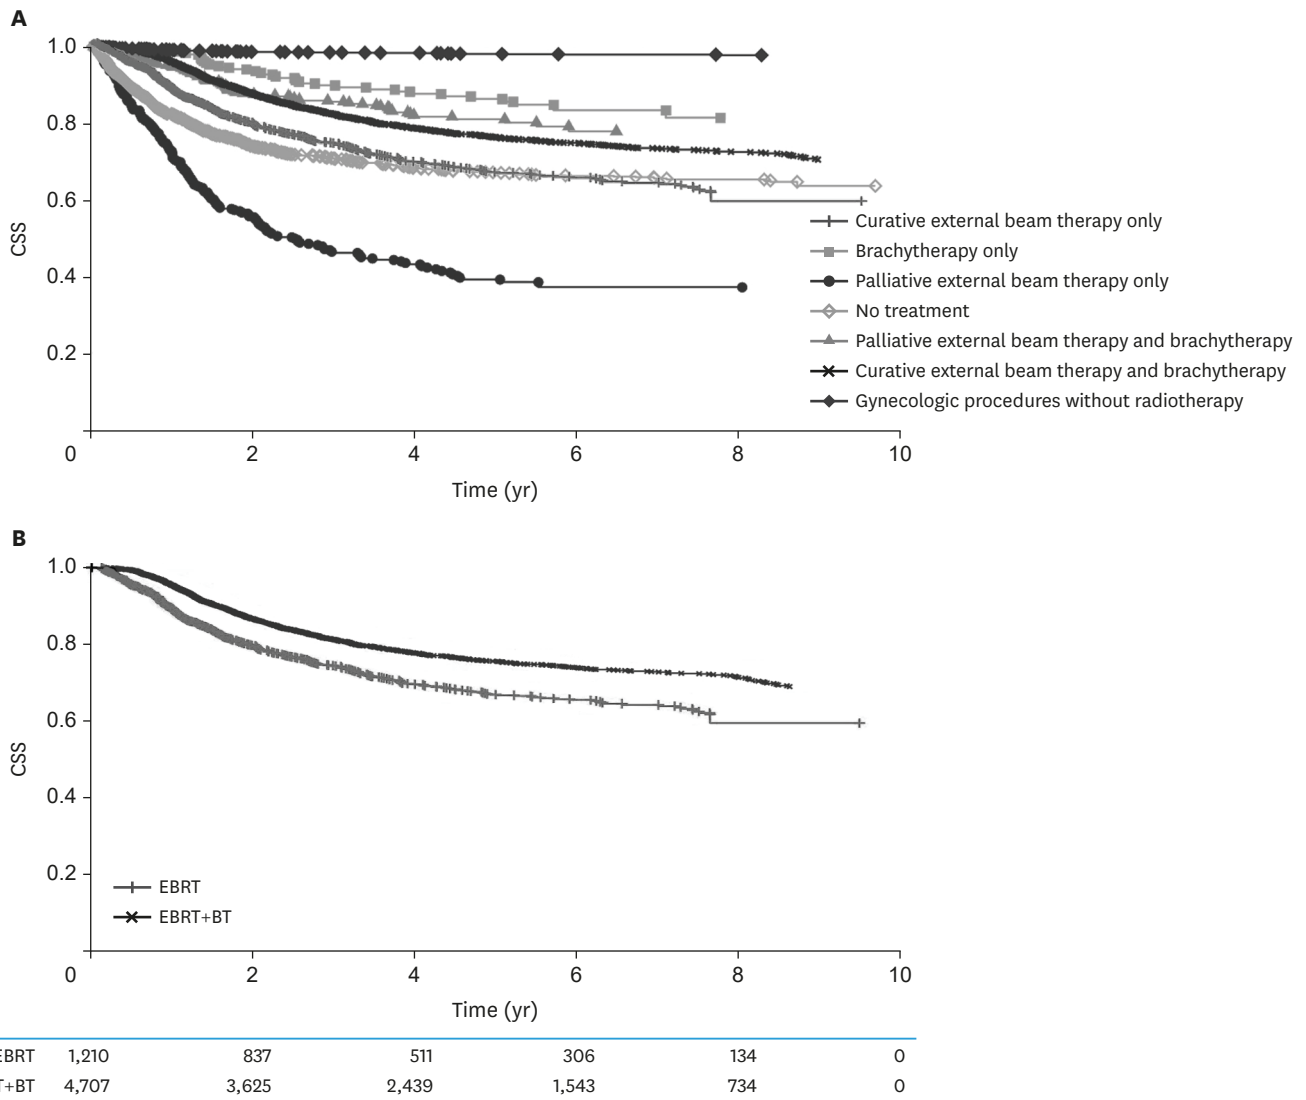 A
1.0
0.8
0.6
0.4
0.2
CSS
0 2 4 6 8 10
Time (yr)
Curative external beam therapy only
Brachytherapy only
Palliative external beam therapy only
No treatment
Palliative external beam therapy and brachytherapy
Curative external beam therapy and brachytherapy
Gynecologic procedures without radiotherapy
B
1.0
0.8
0.6
0.4
0.2
CSS
EBRT
EBRT+BT
0 2 4 6 8 10
Time (yr)
EBRT 1,210 837 511 306 134 0
T+BT 4,707 3,625 2,439 1,543 734 0